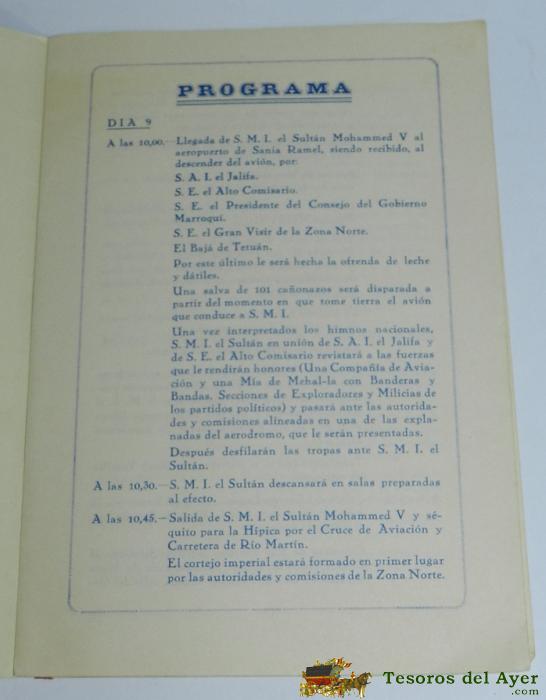 PROGRAMA
DIA 9
A las 10,00.— Llegada de S. M. I. el Sultán Mohammed V al
aeropuerto de Sania Ramel, siendo recibido, al
descender del avión, por:
S. A. I. el Jalifa.
S. E. el Alto Comisario.
S. E. el Presidente del Consejo del Gobierno
Marroquí.
S. E. el Gran Visir de la Zona Norte.
El Bajá de Tetuán.
Por este último le será hecha la ofrenda de leche
y dátiles.
Una salva de 101 cañonazos será disparada a
partir del momento en que tome tierra el avión
que conduce a S. M. I.
Una vez interpretados los himnos nacionales,
S. M. I. el Sultán en unión de S. A. I. el Jalifa y
de S. E. el Alto Comisario revistará a las fuerzas
que le rendirán honores (Una Compañía de Avia-
ción y una Mía de Mehal-la con Banderas y
Bandas. Secciones de Exploradores y Milicias de
los partidos políticos) y pasará ante las autorida-
des y comisiones alineadas en una de las expla-
nadas del aerodromo, que le serán presentadas.
Después desfilarán las tropas ante S. M. I. el
Sultán.
A las 10,30.— S. M. I. el Sultán descansará en salas preparadas
al efecto.
A las 10,45.— Salida de S. M. I. el Sultán Mohammed V y sé-
quito para la Hípica por el Cruce de Aviación y
Carretera de Río Martín.
El cortejo imperial estará formado en primer lugar
por las autoridades y comisiones de la Zona Norte.
Tesoros del Ayer
.com